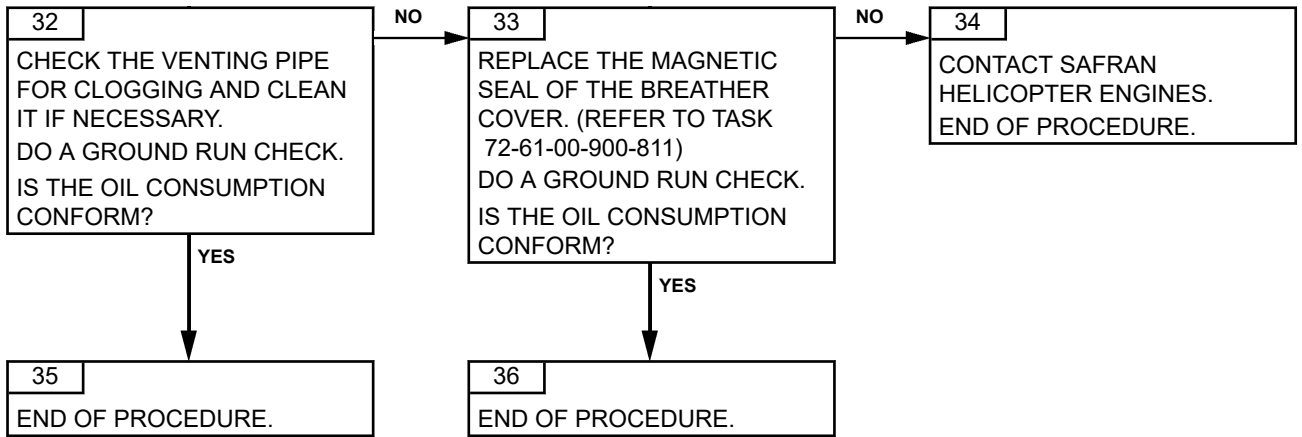 32
CHECK THE VENTING PIPE
FOR CLOGGING AND CLEAN
IT IF NECESSARY.
DO A GROUND RUN CHECK.
IS THE OIL CONSUMPTION
CONFORM?
NO
33
REPLACE THE MAGNETIC
SEAL OF THE BREATHER
COVER. (REFER TO TASK
72-61-00-900-811)
DO A GROUND RUN CHECK.
IS THE OIL CONSUMPTION
CONFORM?
NO
34
CONTACT SAFRAN
HELICOPTER ENGINES.
END OF PROCEDURE.
YES
YES
35
END OF PROCEDURE.
36
END OF PROCEDURE.